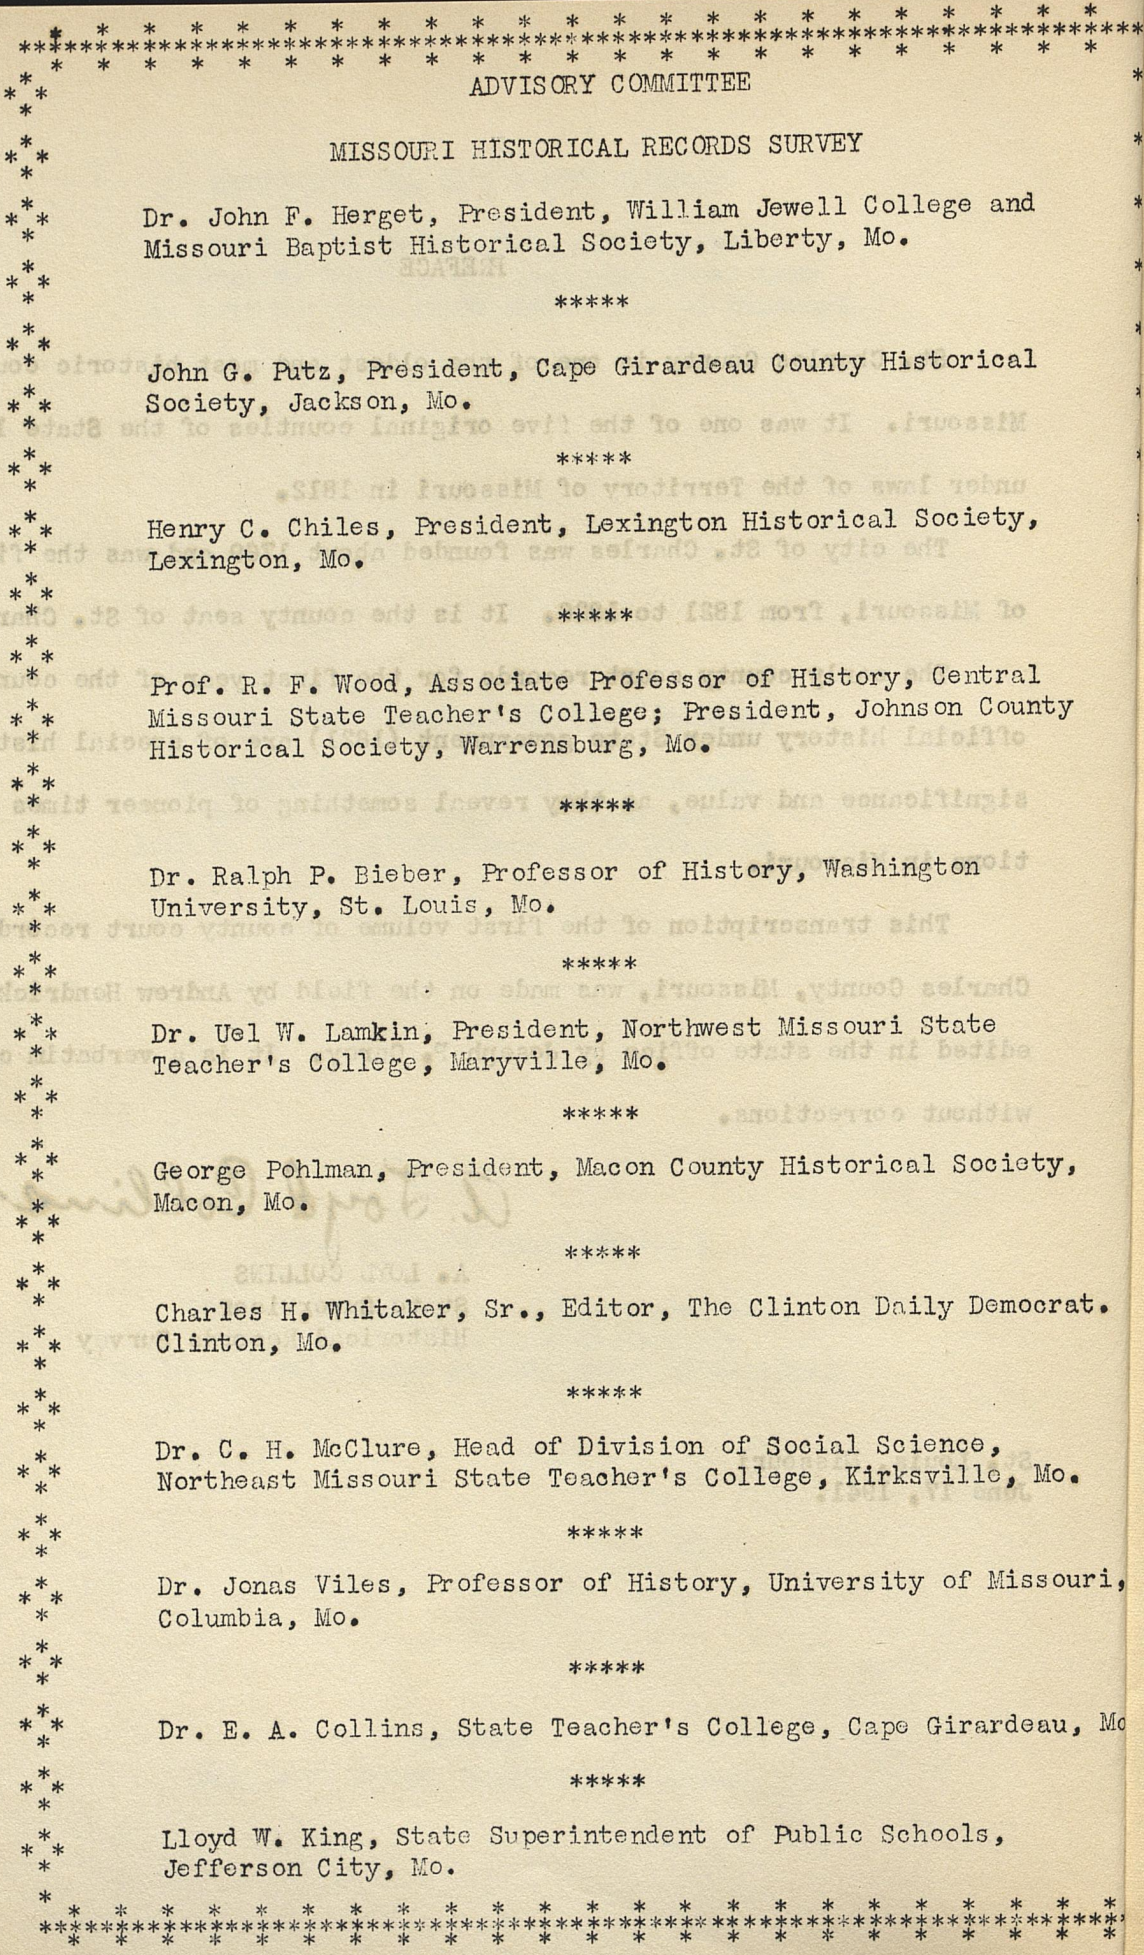 ADVISORY COMMITTEE
MISSOURI HISTORICAL RECORDS SURVEY
Dr. John F. Herget, President, William Jewell College and
Missouri Baptist Historical Society, Liberty, Mo.
*****
John G. Putz, President, Cape Girardeau County Historical
Society, Jackson, Mo.
*****
Henry C. Chiles, President, Lexington Historical Society,
Lexington, Mo.
*****
Prof. R. F. Wood, Associate Professor of History, Central
Missouri State Teacher's College; President, Johnson County
Historical Society, Warrensburg, Mo.
*****
Dr. Ralph P. Bieber, Professor of History, Washington
University, St. Louis, Mo.
*****
Dr. Uel W. Lamkin, President, Northwest Missouri State
Teacher's College, Maryville, Mo.
*****
George Pohlman, President, Macon County Historical Society,
Macon, Mo.
*****
Charles H. Whitaker, Sr., Editor, The Clinton Daily Democrat.
Clinton, Mo.
*****
Dr. C. H. McClure, Head of Division of Social Science,
Northeast Missouri State Teacher's College, Kirksville, Mo.
*****
Dr. Jonas Viles, Professor of History, University of Missouri,
Columbia, Mo.
*****
Dr. E. A. Collins, State Teacher's College, Cape Girardeau, Mo
*****
Lloyd W. King, State Superintendent of Public Schools,
Jefferson City, Mo.